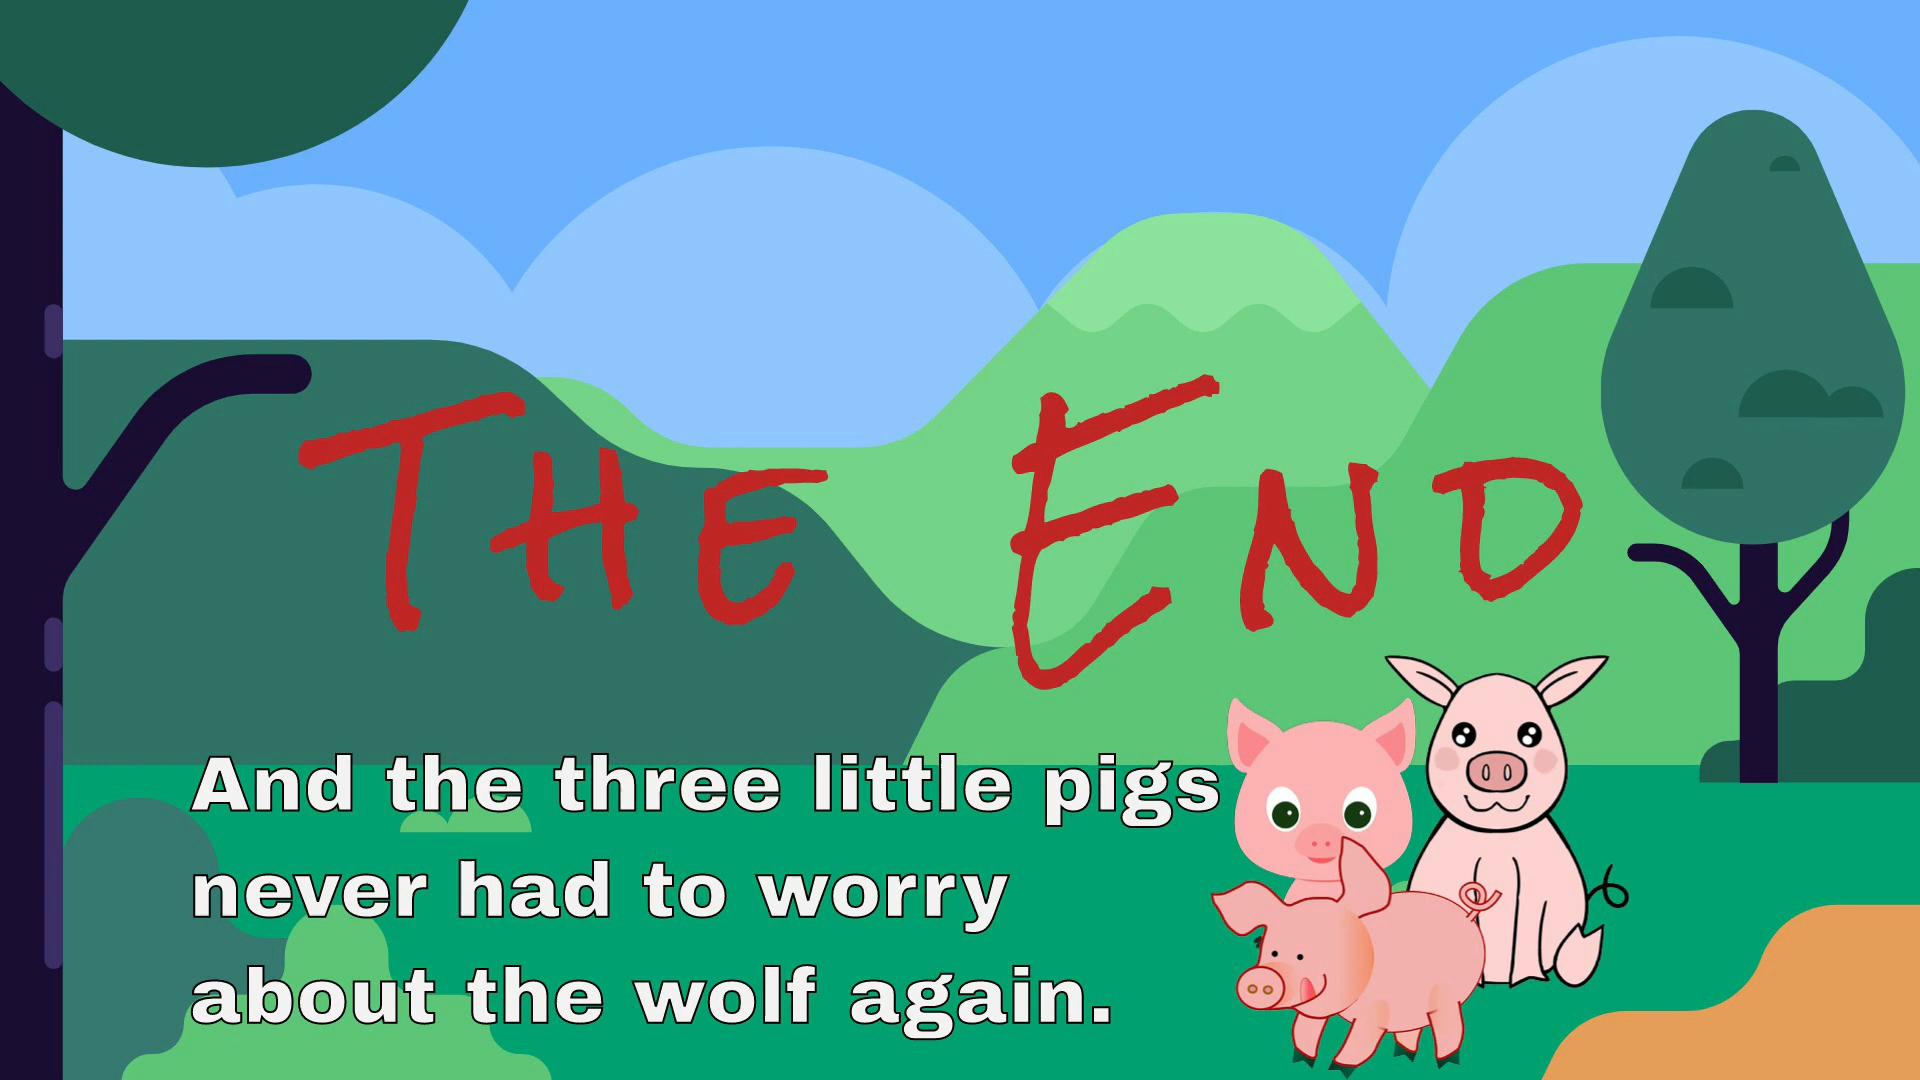 The End
And the three little pigs
never had to worry
about the wolf again.